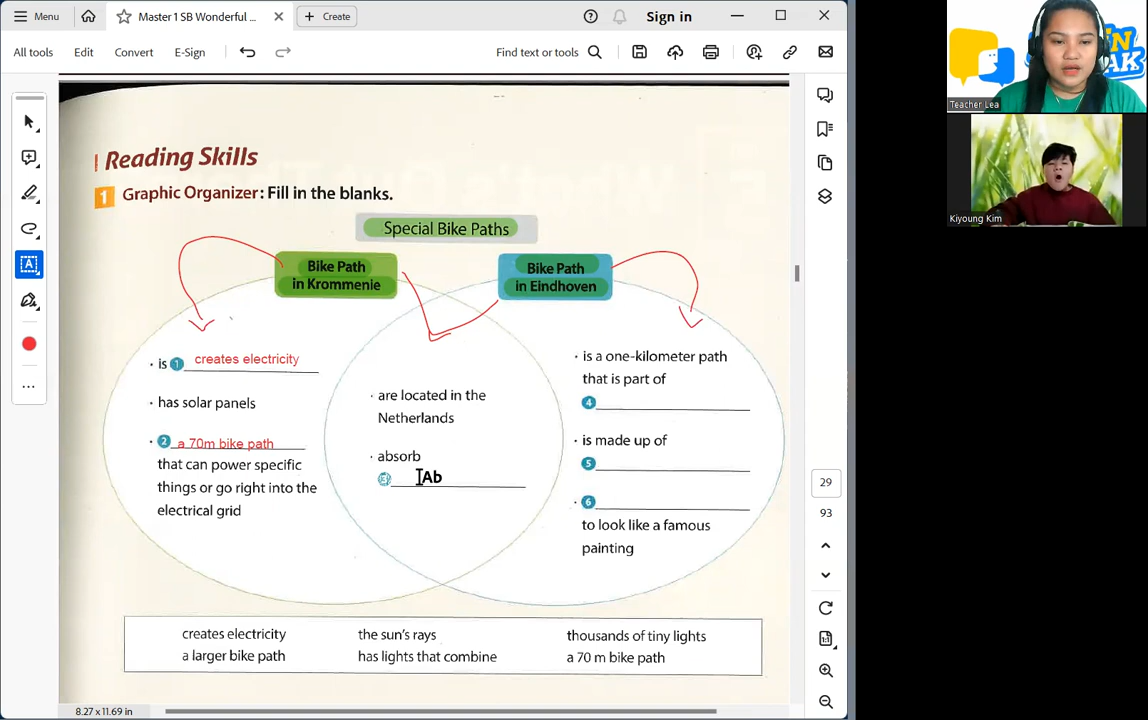 Menu
Master 1 SB Wonderful ...
Create
Sign in
All tools
Edit
Convert
E-Sign
Find text or tools
Reading Skills
1 Graphic Organizer: Fill in the blanks.
Special Bike Paths
Bike Path
in Krommenie
Bike Path
in Eindhoven
· is 1 creates electricity
· has solar panels
· 2 a 70m bike path
that can power specific
things or go right into the
electrical grid
· are located in the
Netherlands
· absorb
3
Ab
· is a one-kilometer path
that is part of
4
· is made up of
5
· 6
to look like a famous
painting
creates electricity
the sun's rays
thousands of tiny lights
a larger bike path
has lights that combine
a 70 m bike path
8.27 x 11.69 in
29
93
1:1
Teacher Lea
Kiyoung Kim